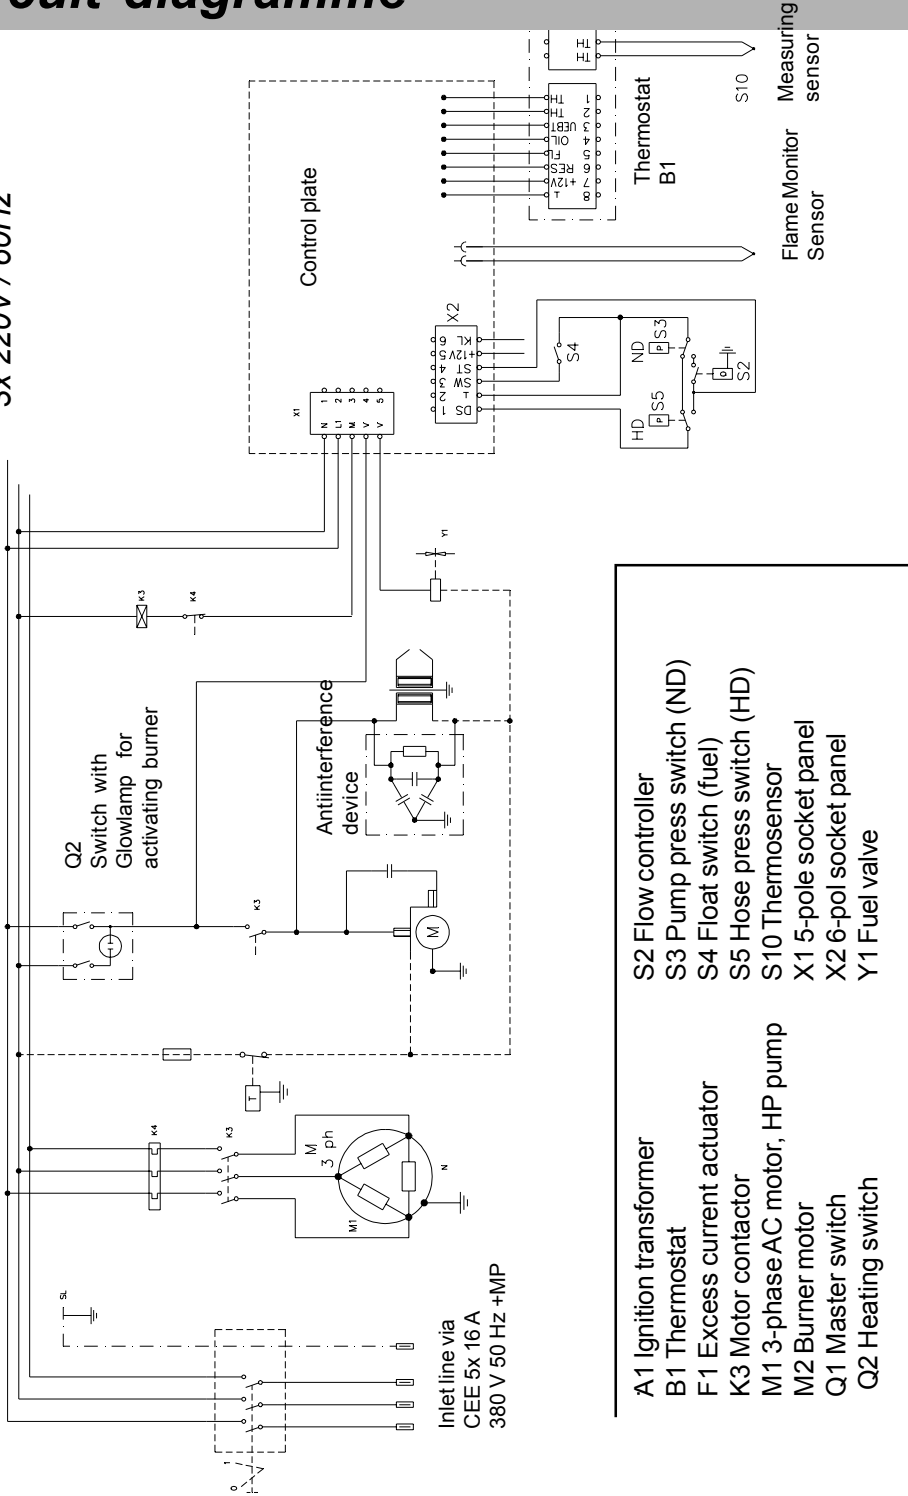 cuit diagramme
3x 220V / 60Hz
Control plate
Thermostat
B1
S10
Measuring
sensor
Flame Monitor
Sensor
TH
TH
TH
TH
UEBT
OIL
FL
RES
+12V
⊥
1
2
3
4
5
6
7
8
X2
KL 6
+12V 5
ST 4
SW 3
⊥ 2
DS 1
S4
ND
S3
P
S2
HD
S5
P
X1
N 1
L1 2
M 3
V 4
V 5
K3
K4
Y1
Q2
Switch with
Glowlamp for
activating burner
Antiinterference
device
K3
M
T
K4
K3
M
3 ph
M1
N
SL
Inlet line via
CEE 5x 16 A
380 V 50 Hz +MP
A1 Ignition transformer
B1 Thermostat
F1 Excess current actuator
K3 Motor contactor
M1 3-phase AC motor, HP pump
M2 Burner motor
Q1 Master switch
Q2 Heating switch
S2 Flow controller
S3 Pump press switch (ND)
S4 Float switch (fuel)
S5 Hose press switch (HD)
S10 Thermosensor
X1 5-pole socket panel
X2 6-pol socket panel
Y1 Fuel valve